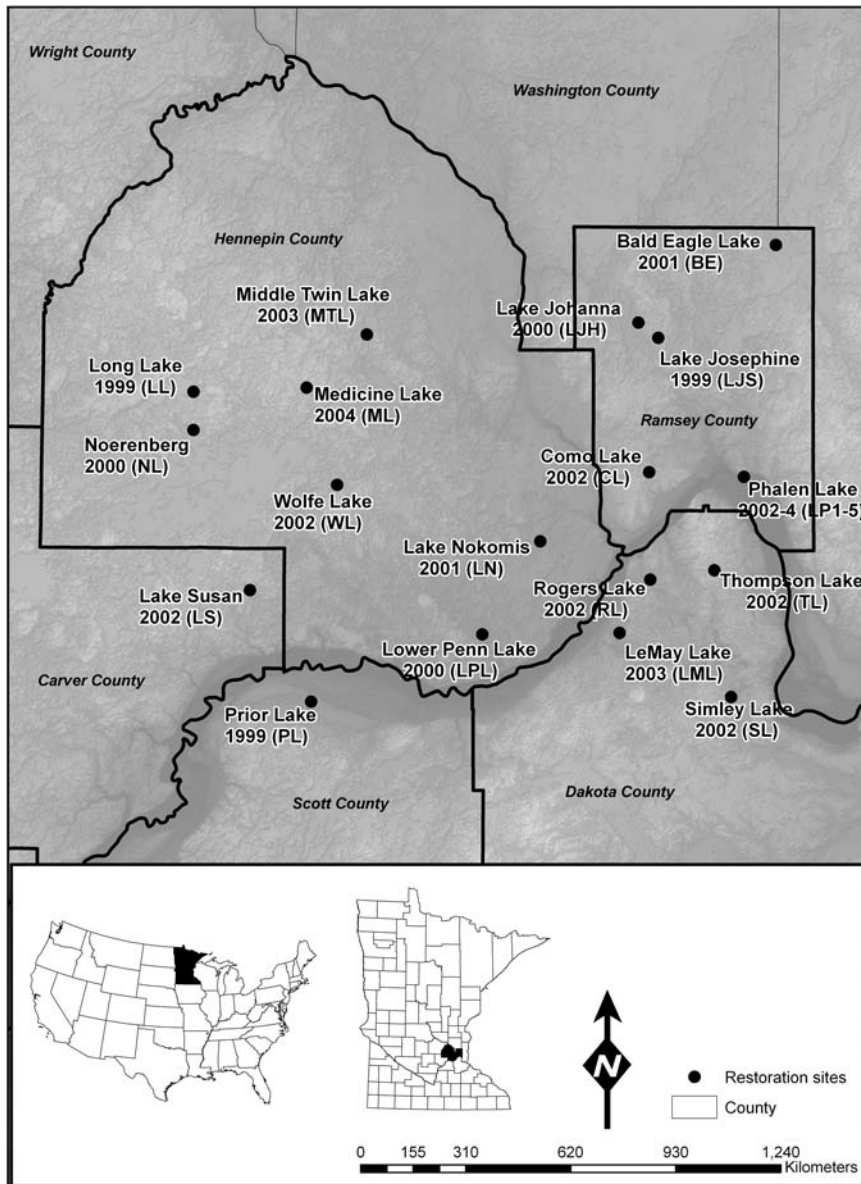 Wright County
Washington County
Hennepin County
Bald Eagle Lake
2001 (BE)
Middle Twin Lake
2003 (MTL)
Lake Johanna
2000 (LJH)
Lake Josephine
1999 (LJS)
Long Lake
1999 (LL)
Medicine Lake
2004 (ML)
Ramsey County
Noerenberg
2000 (NL)
Como Lake
2002 (CL)
Phalen Lake
2002-4 (LP1-5)
Wolfe Lake
2002 (WL)
Lake Nokomis
2001 (LN)
Lake Susan
2002 (LS)
Rogers Lake
2002 (RL)
Thompson Lake
2002 (TL)
Lower Penn Lake
2000 (LPL)
LeMay Lake
2003 (LML)
Carver County
Prior Lake
1999 (PL)
Simley Lake
2002 (SL)
Scott County
Dakota County
N
Restoration sites
County
0 155 310 620 930 1,240
Kilometers